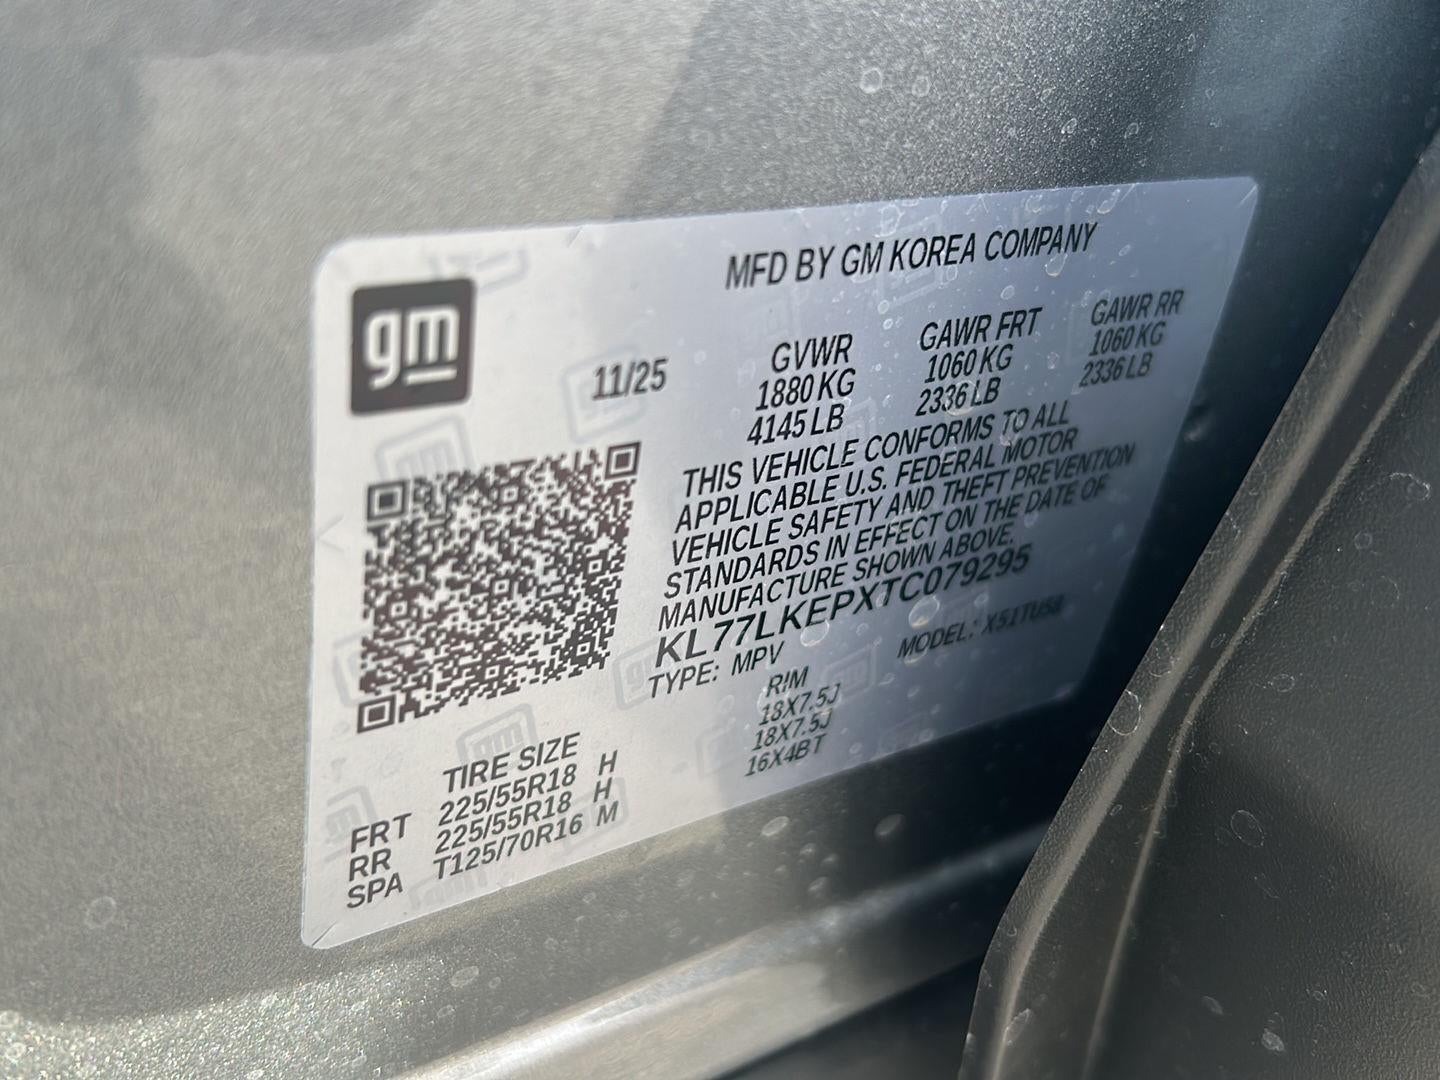 gm
MFD BY GM KOREA COMPANY
11/25
GVWR GAWR FRT GAWR RR
1880 KG 1060 KG 1060 KG
4145 LB 2336 LB 2336 LB
THIS VEHICLE CONFORMS TO ALL
APPLICABLE U.S. FEDERAL MOTOR
VEHICLE SAFETY AND THEFT PREVENTION
STANDARDS IN EFFECT ON THE DATE OF
MANUFACTURE SHOWN ABOVE.
KL77LKEPXTC079295
TYPE: MPV MODEL:
TIRE SIZE RIM
FRT 225/55R18 H 18X7.5J
RR 225/55R18 H 18X7.5J
SPA T125/70R16 M 16X4BT